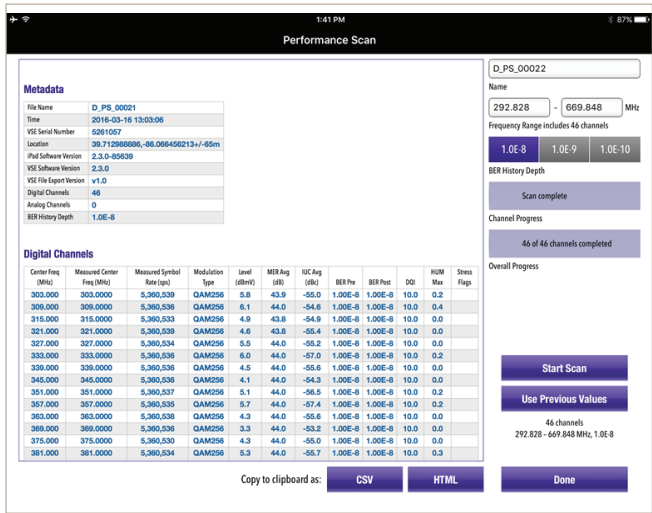 1:41 PM
87%
Performance Scan
Metadata
File Name D_PS_00021
Time 2016-03-16 13:03:06
VSE Serial Number 5261057
Location 39.712988886,-86.066456213+/-65m
iPad Software Version 2.3.0-85639
VSE Software Version 2.3.0
VSE File Export Version v1.0
Digital Channels 46
Analog Channels 0
BER History Depth 1.0E-8
Digital Channels
Center Freq (MHz) Measured Center Freq (MHz) Measured Symbol Rate (sps) Modulation Type Level (dBmV) MER Avg (dB) IUC Avg (dBc) BER Pre BER Post DQI HUM Max Stress Flags
303.000 303.0000 5,360,539 QAM256 5.8 43.9 -55.0 1.00E-8 1.00E-8 10.0 0.2
309.000 309.0000 5,360,536 QAM256 6.1 44.0 -54.6 1.00E-8 1.00E-8 10.0 0.4
315.000 315.0000 5,360,533 QAM256 4.9 43.8 -54.9 1.00E-8 1.00E-8 10.0 0.0
321.000 321.0000 5,360,539 QAM256 4.6 43.8 -55.4 1.00E-8 1.00E-8 10.0 0.0
327.000 327.0000 5,360,534 QAM256 5.5 44.0 -55.2 1.00E-8 1.00E-8 10.0 0.0
333.000 333.0000 5,360,536 QAM256 6.0 44.0 -57.0 1.00E-8 1.00E-8 10.0 0.2
339.000 339.0000 5,360,536 QAM256 4.5 44.0 -55.6 1.00E-8 1.00E-8 10.0 0.0
345.000 345.0000 5,360,536 QAM256 4.1 44.0 -54.3 1.00E-8 1.00E-8 10.0 0.0
351.000 351.0000 5,360,537 QAM256 5.1 44.0 -56.5 1.00E-8 1.00E-8 10.0 0.2
357.000 357.0000 5,360,535 QAM256 5.7 44.0 -57.4 1.00E-8 1.00E-8 10.0 0.2
363.000 363.0000 5,360,538 QAM256 4.3 44.0 -55.6 1.00E-8 1.00E-8 10.0 0.0
369.000 369.0000 5,360,536 QAM256 3.3 44.0 -53.2 1.00E-8 1.00E-8 10.0 0.0
375.000 375.0000 5,360,530 QAM256 4.3 44.0 -55.0 1.00E-8 1.00E-8 10.0 0.0
381.000 381.0000 5,360,534 QAM256 5.3 44.0 -55.7 1.00E-8 1.00E-8 10.0 0.3
Copy to clipboard as: CSV HTML
D_PS_00022
Name
292.828 - 669.848 MHz
Frequency Range includes 46 channels
1.0E-8 1.0E-9 1.0E-10
BER History Depth
Scan complete
Channel Progress
46 of 46 channels completed
Overall Progress
Start Scan
Use Previous Values
46 channels
292.828 - 669.848 MHz, 1.0E-8
Done